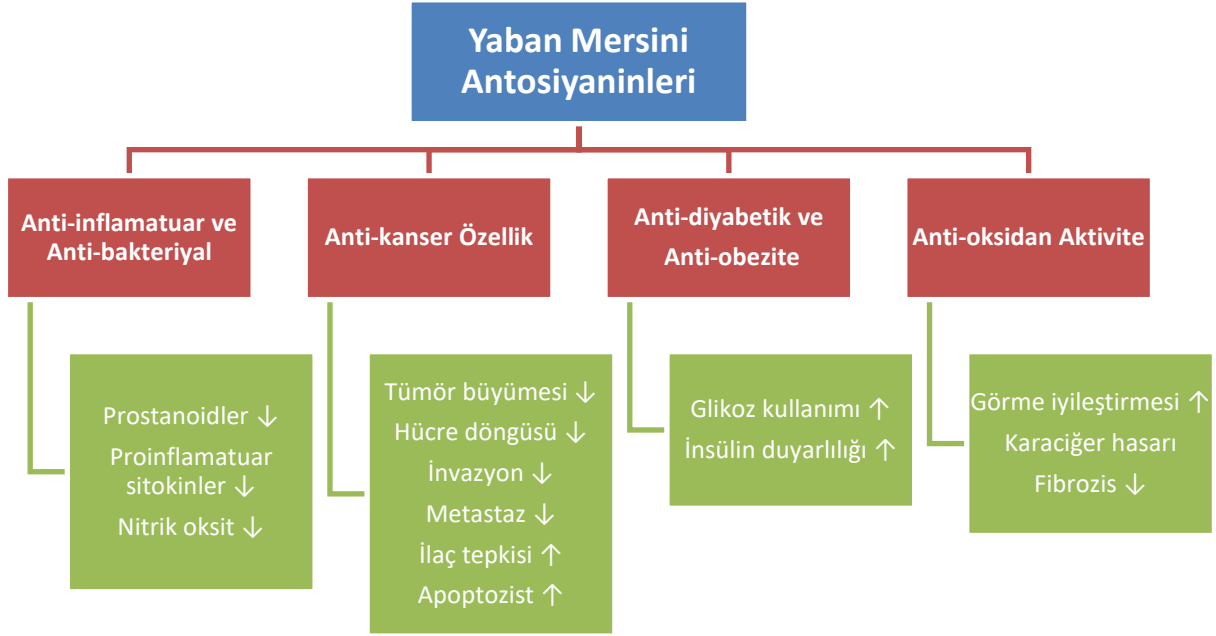 Yaban Mersini
Antosiyaninleri
Anti-inflamatuar ve
Anti-bakteriyal
Anti-kanser Özellik
Anti-diyabetik ve
Anti-obezite
Anti-oksidan Aktivite
Prostanoidler ↓
Proinflamatuar
sitokinler ↓
Nitrik oksit ↓
Tümör büyümesi ↓
Hücre döngüsü ↓
İnvazyon ↓
Metastaz ↓
İlaç tepkisi ↑
Apoptozist ↑
Glikoz kullanımı ↑
İnsülin duyarlılığı ↑
Görme iyileştirmesi ↑
Karaciğer hasarı
Fibrozis ↓